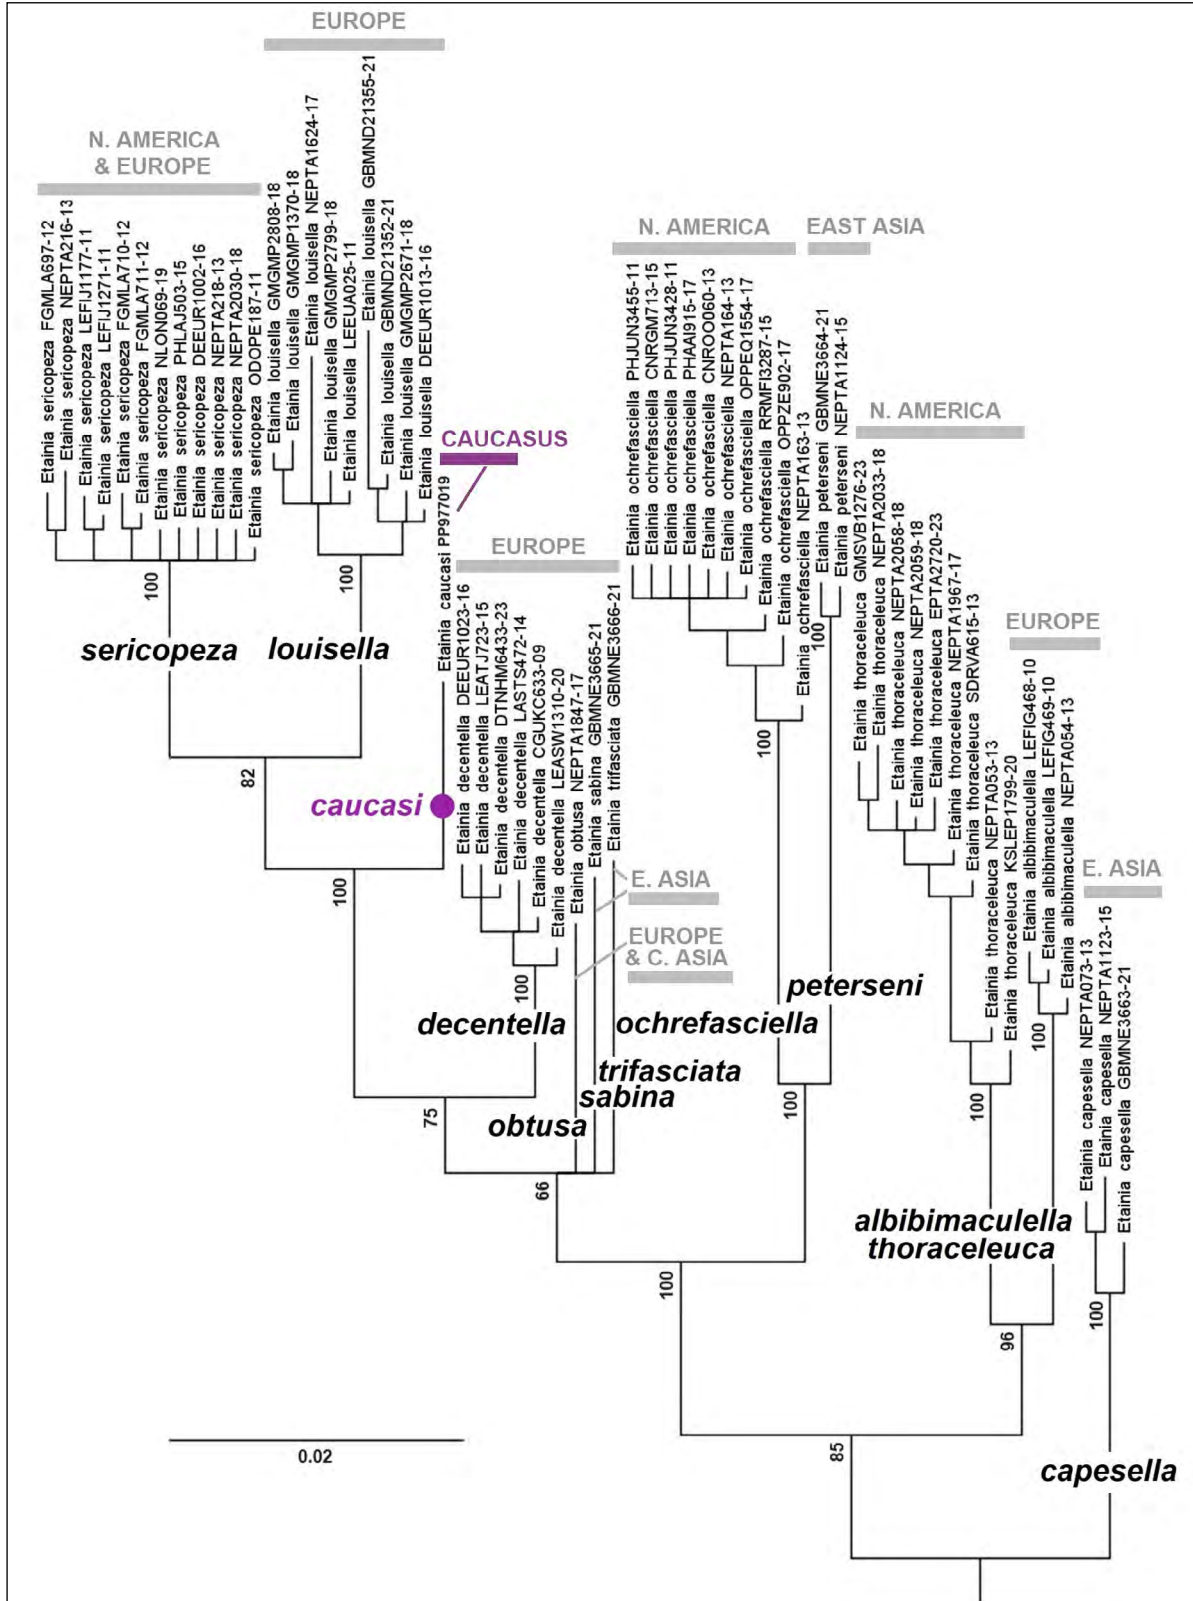 EUROPE
N. AMERICA
& EUROPE
Etainia sericopeza FGMLA697-12
Etainia sericopeza NEPTA216-13
Etainia sericopeza LEFIJ1177-11
Etainia sericopeza LEFIJ1271-11
Etainia sericopeza FGMLA710-12
Etainia sericopeza FGMLA711-12
Etainia sericopeza NLON069-19
Etainia sericopeza PHLAJ503-15
Etainia sericopeza DEEUR1002-16
Etainia sericopeza NEPTA218-13
Etainia sericopeza NEPTA2030-18
Etainia sericopeza ODOPE187-11
Etainia louisella GMGMP2808-18
Etainia louisella GMGMP1370-18
Etainia louisella NEPTA1624-17
Etainia louisella GMGMP2799-18
Etainia louisella LEEUA025-11
Etainia louisella GBMND21355-21
Etainia louisella GBMND21352-21
Etainia louisella GMGMP2671-18
Etainia louisella DEEUR1013-16
CAUCASUS
Etainia caucasi PP977019
EUROPE
Etainia decentella DEEUR1023-16
Etainia decentella LEATJ723-15
Etainia decentella DTNHM6433-23
Etainia decentella LASTS472-14
Etainia decentella CGUKC633-09
Etainia decentella LEASW1310-20
Etainia obtusa NEPTA1847-17
Etainia sabina GBMNE3665-21
Etainia trifasciata GBMNE3666-21
E. ASIA
EUROPE
& C. ASIA
N. AMERICA
Etainia ochrefasciella PHJUN3455-11
Etainia ochrefasciella CNRGM713-15
Etainia ochrefasciella PHJUN3428-11
Etainia ochrefasciella PHAAI915-17
Etainia ochrefasciella CNROO060-13
Etainia ochrefasciella NEPTA164-13
Etainia ochrefasciella OPPEQ1554-17
Etainia ochrefasciella RRMFI3287-15
Etainia ochrefasciella OPPZE902-17
Etainia ochrefasciella NEPTA163-13
EAST ASIA
Etainia peterseni GBMNE3664-21
Etainia peterseni NEPTA1124-15
N. AMERICA
Etainia thoraceleuca GMSVB1276-23
Etainia thoraceleuca NEPTA2033-18
Etainia thoraceleuca NEPTA2058-18
Etainia thoraceleuca NEPTA2059-18
Etainia thoraceleuca EPTA2720-23
Etainia thoraceleuca NEPTA1967-17
Etainia thoraceleuca SDRVA615-13
Etainia thoraceleuca NEPTA053-13
Etainia thoraceleuca KSLEP1799-20
EUROPE
Etainia albibimaculella LEFIG468-10
Etainia albibimaculella LEFIG469-10
Etainia albibimaculella NEPTA054-13
E. ASIA
Etainia capesella NEPTA073-13
Etainia capesella NEPTA1123-15
Etainia capesella GBMNE3663-21
100
100
sericopeza
louisella
82
caucasi
100
100
decentella
75
obtusa
sabina
trifasciata
66
100
ochrefasciella
100
peterseni
100
100
100
100
albibimaculella
thoraceleuca
96
100
85
capesella
0.02